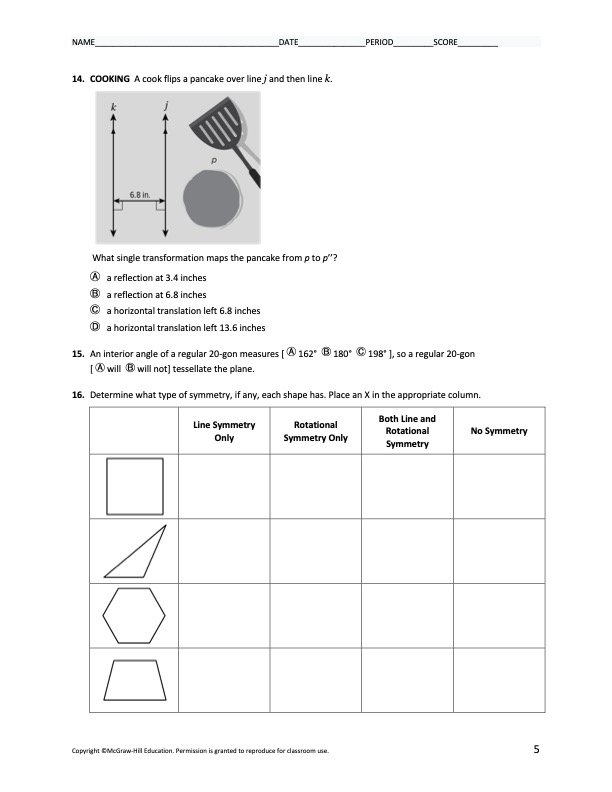 NAME____________________________________DATE_____________PERIOD________SCORE________
14. COOKING A cook flips a pancake over line j and then line k.
k j
p
6.8 in.
What single transformation maps the pancake from p to p″?
Ⓐ a reflection at 3.4 inches
Ⓑ a reflection at 6.8 inches
Ⓒ a horizontal translation left 6.8 inches
Ⓓ a horizontal translation left 13.6 inches
15. An interior angle of a regular 20-gon measures [ Ⓐ 162° Ⓑ 180° Ⓒ 198° ], so a regular 20-gon
[ Ⓐ will Ⓑ will not] tessellate the plane.
16. Determine what type of symmetry, if any, each shape has. Place an X in the appropriate column.
Line Symmetry
Only
Rotational
Symmetry Only
Both Line and
Rotational
Symmetry
No Symmetry
Copyright ©McGraw-Hill Education. Permission is granted to reproduce for classroom use.
5